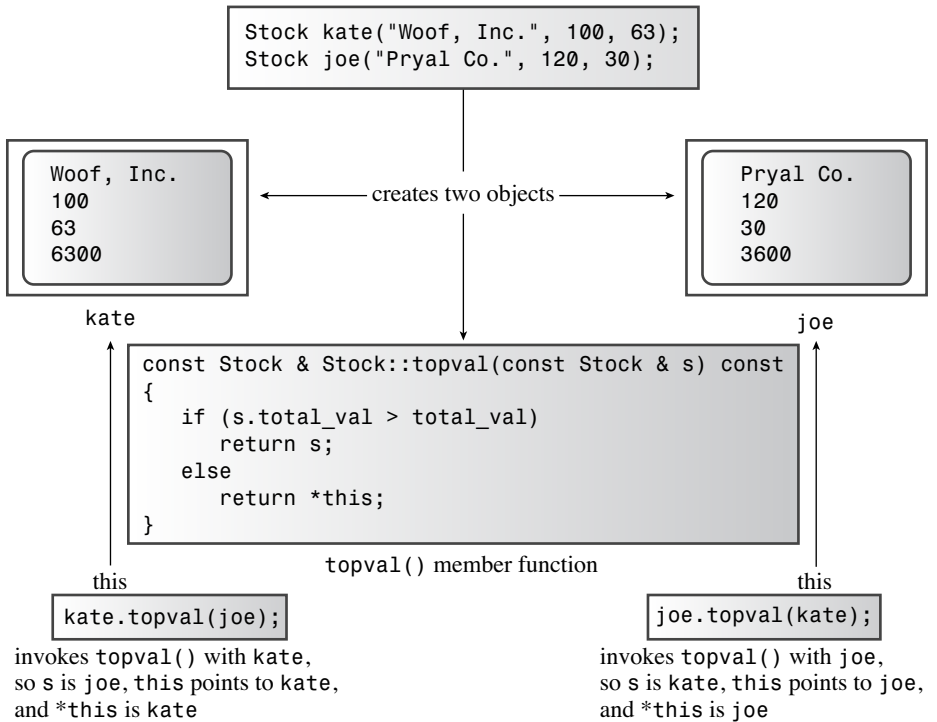 Stock kate("Woof, Inc.", 100, 63);
Stock joe("Pryal Co.", 120, 30);
Woof, Inc.
100
63
6300
creates two objects
Pryal Co.
120
30
3600
kate
joe
const Stock & Stock::topval(const Stock & s) const
{
if (s.total_val > total_val)
return s;
else
return *this;
}
topval() member function
this
kate.topval(joe);
invokes topval() with kate,
so s is joe, this points to kate,
and *this is kate
this
joe.topval(kate);
invokes topval() with joe,
so s is kate, this points to joe,
and *this is joe